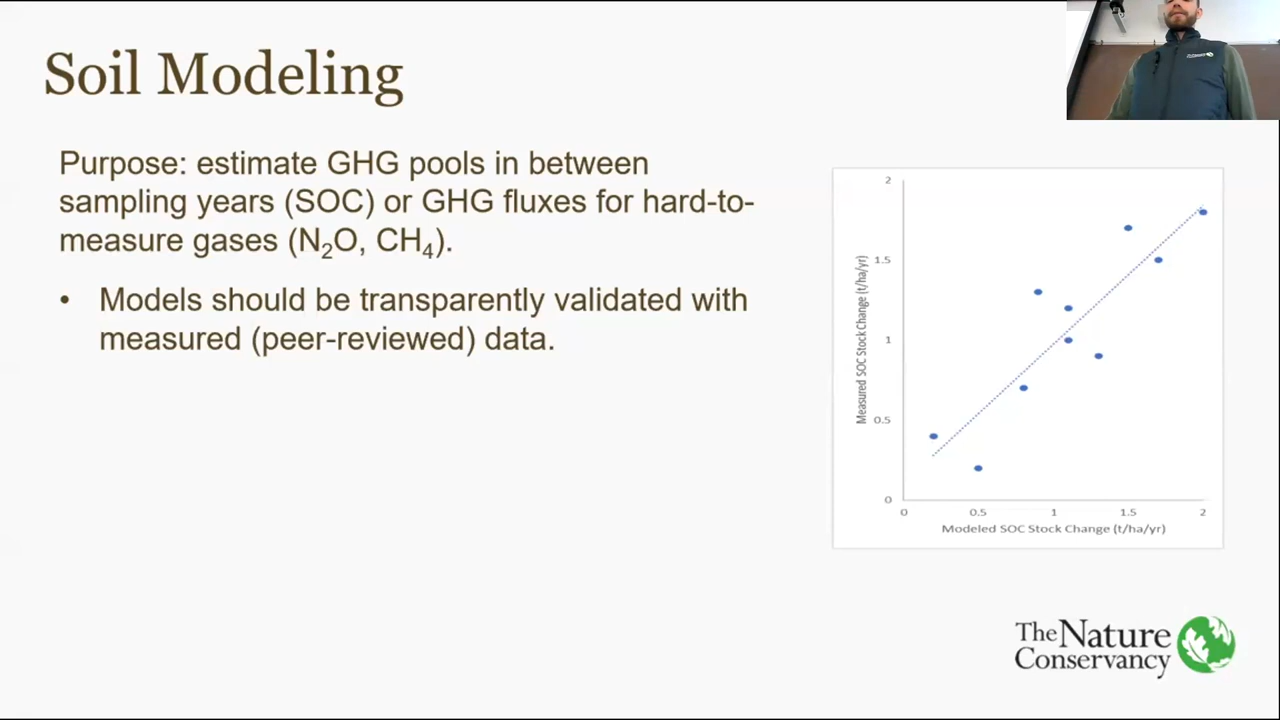 Soil Modeling
Purpose: estimate GHG pools in between
sampling years (SOC) or GHG fluxes for hard-to-
measure gases (N₂O, CH₄).
• Models should be transparently validated with
measured (peer-reviewed) data.
Measured SOC Stock Change (t/ha/yr)
2
1.5
1
0.5
0
0 0.5 1 1.5 2
Modeled SOC Stock Change (t/ha/yr)
The Nature
Conservancy